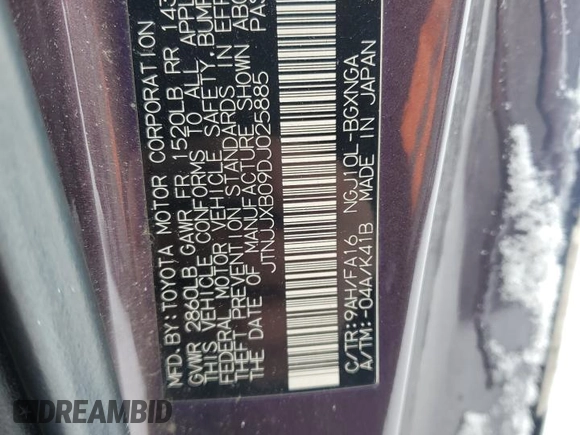 MFD. BY: TOYOTA MOTOR CORPORATION
GVWR 2860LB GAWR FR 1520LB RR 143
THIS VEHICLE CONFORMS TO ALL APPL
FEDERAL MOTOR VEHICLE SAFETY, BUMP
THEFT PREVENTION STANDARDS IN EFF
DATE OF MANUFACTURE SHOWN ABO
JTNJJXB09DJ025885 PAS
C/TR: 9AH/FA16 NGJ10L-BGXNGA
A/TM: -04A/K41B MADE IN JAPAN
DREAMBID